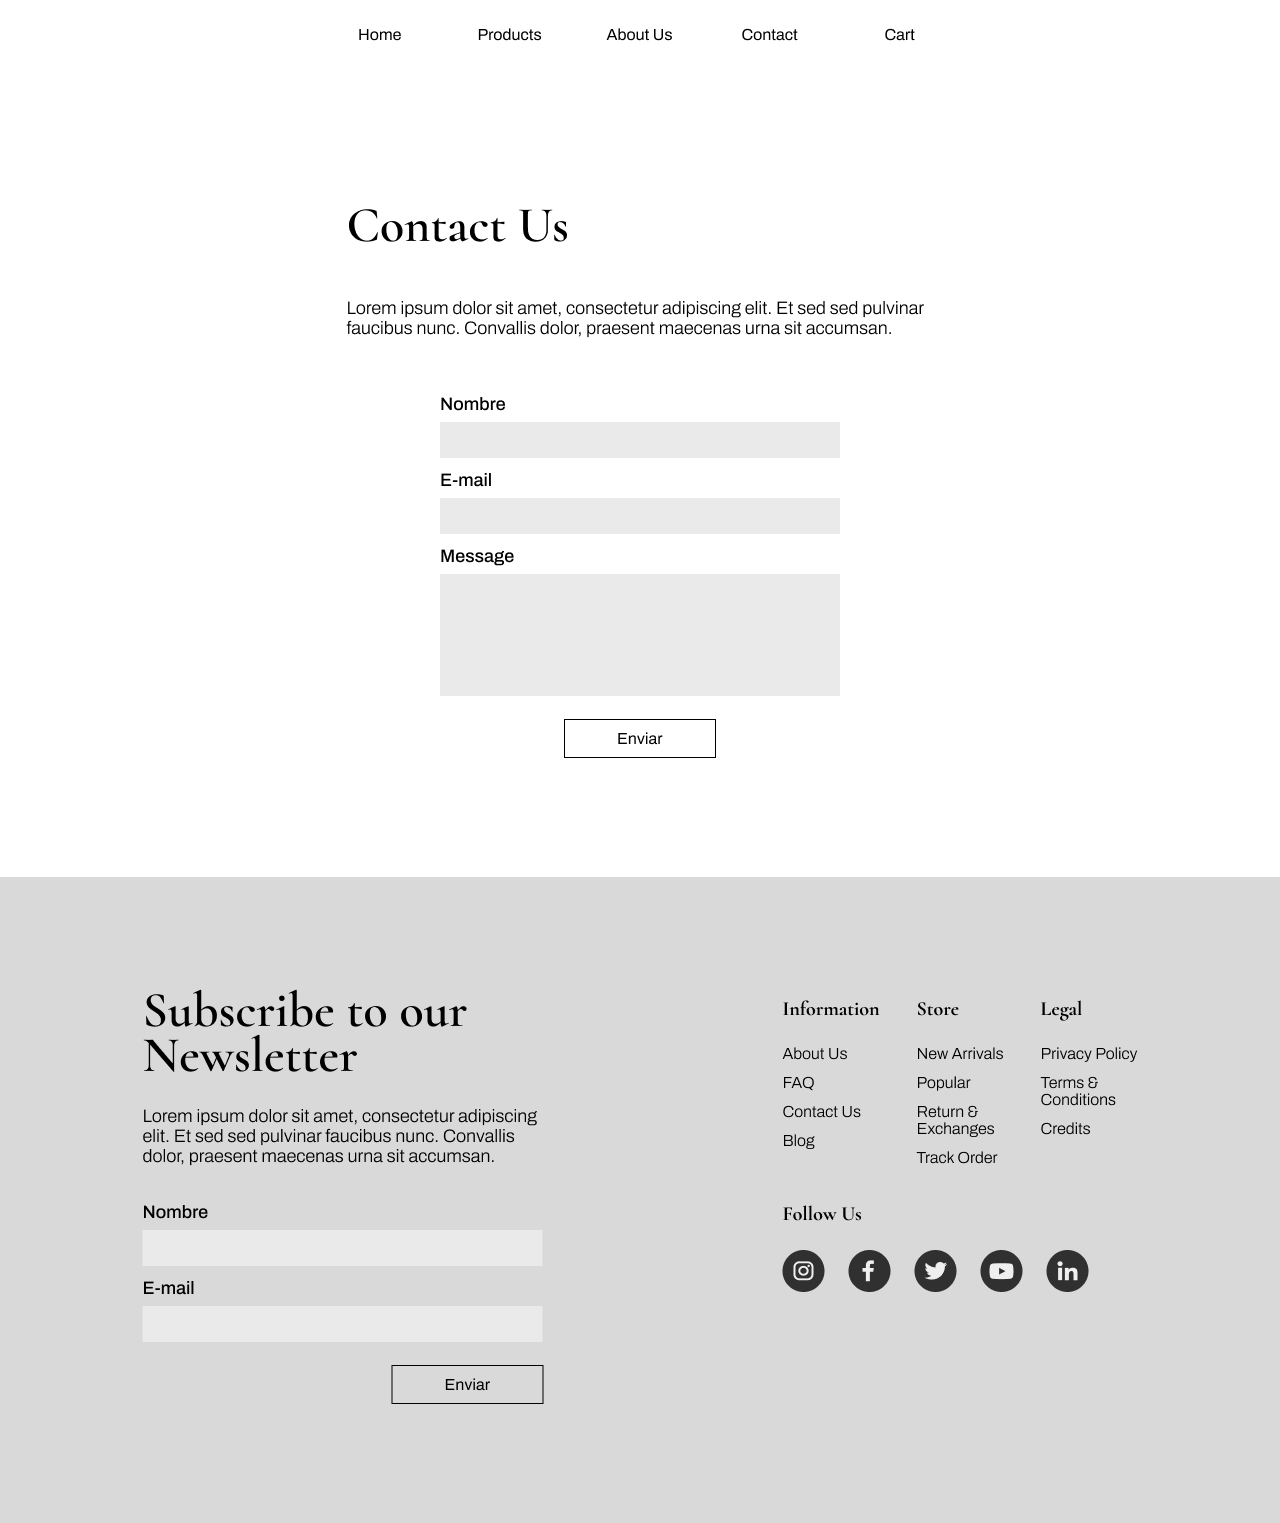 Home
Products
About Us
Contact
Cart
Contact Us
Lorem ipsum dolor sit amet, consectetur adipiscing elit. Et sed sed pulvinar
faucibus nunc. Convallis dolor, praesent maecenas urna sit accumsan.
Nombre
E-mail
Message
Enviar
Subscribe to our
Newsletter
Lorem ipsum dolor sit amet, consectetur adipiscing
elit. Et sed sed pulvinar faucibus nunc. Convallis
dolor, praesent maecenas urna sit accumsan.
Nombre
E-mail
Enviar
Information
About Us
FAQ
Contact Us
Blog
Store
New Arrivals
Popular
Return &
Exchanges
Track Order
Legal
Privacy Policy
Terms &
Conditions
Credits
Follow Us